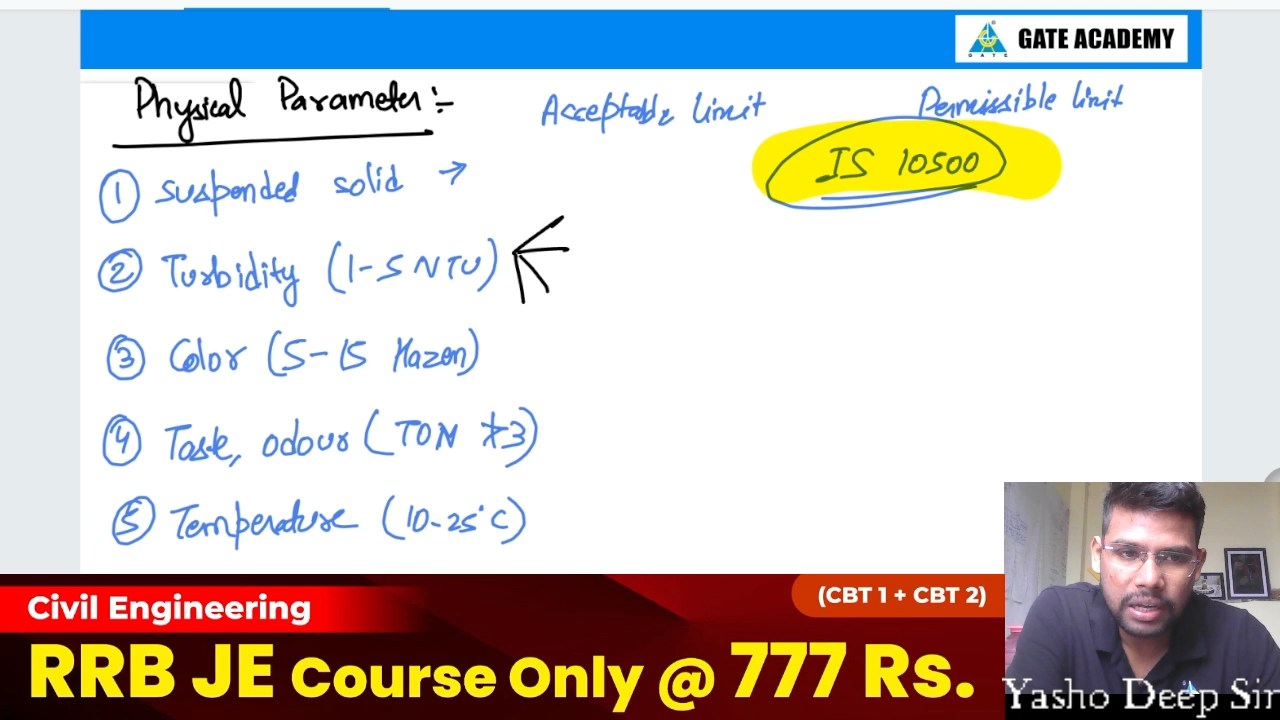 GATE ACADEMY
GATE
Physical Parameter :-
Acceptable limit
Permissible limit
IS 10500
① suspended solid →
② Turbidity (1-5 NTU)
③ Color (5-15 Hazen)
④ Taste, odour (TON ≯3)
⑤ Temperature (10-25°C)
Civil Engineering
(CBT 1 + CBT 2)
RRB JE Course Only @ 777 Rs.
Yasho Deep Sir